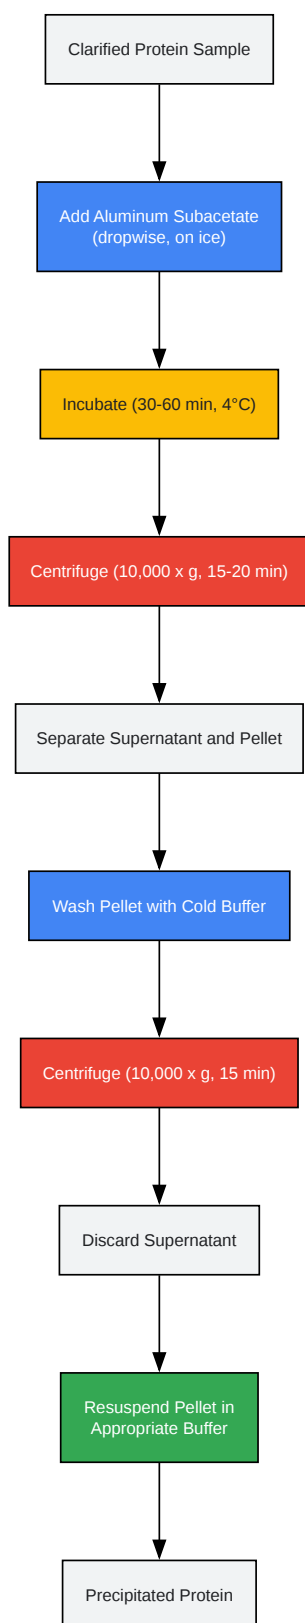 Clarified Protein Sample
Add Aluminum Subacetate
(dropwise, on ice)
Incubate (30-60 min, 4°C)
Centrifuge (10,000 x g, 15-20 min)
Separate Supernatant and Pellet
Wash Pellet with Cold Buffer
Centrifuge (10,000 x g, 15 min)
Discard Supernatant
Resuspend Pellet in
Appropriate Buffer
Precipitated Protein